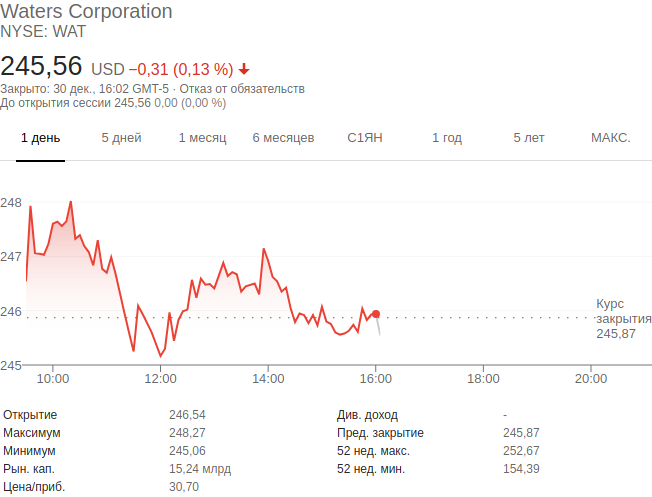 Waters Corporation
NYSE: WAT
245,56 USD −0,31 (0,13 %)
Закрыто: 30 дек., 16:02 GMT-5 · Отказ от обязательств
До открытия сессии 245,56 0,00 (0,00 %)
1 день 5 дней 1 месяц 6 месяцев С1ЯН 1 год 5 лет МАКС.
248
247
246
245
Курс
закрытия
245,87
10:00 12:00 14:00 16:00 18:00 20:00
Открытие 246,54 Див. доход -
Максимум 248,27 Пред. закрытие 245,87
Минимум 245,06 52 нед. макс. 252,67
Рын. кап. 15,24 млрд 52 нед. мин. 154,39
Цена/приб. 30,70